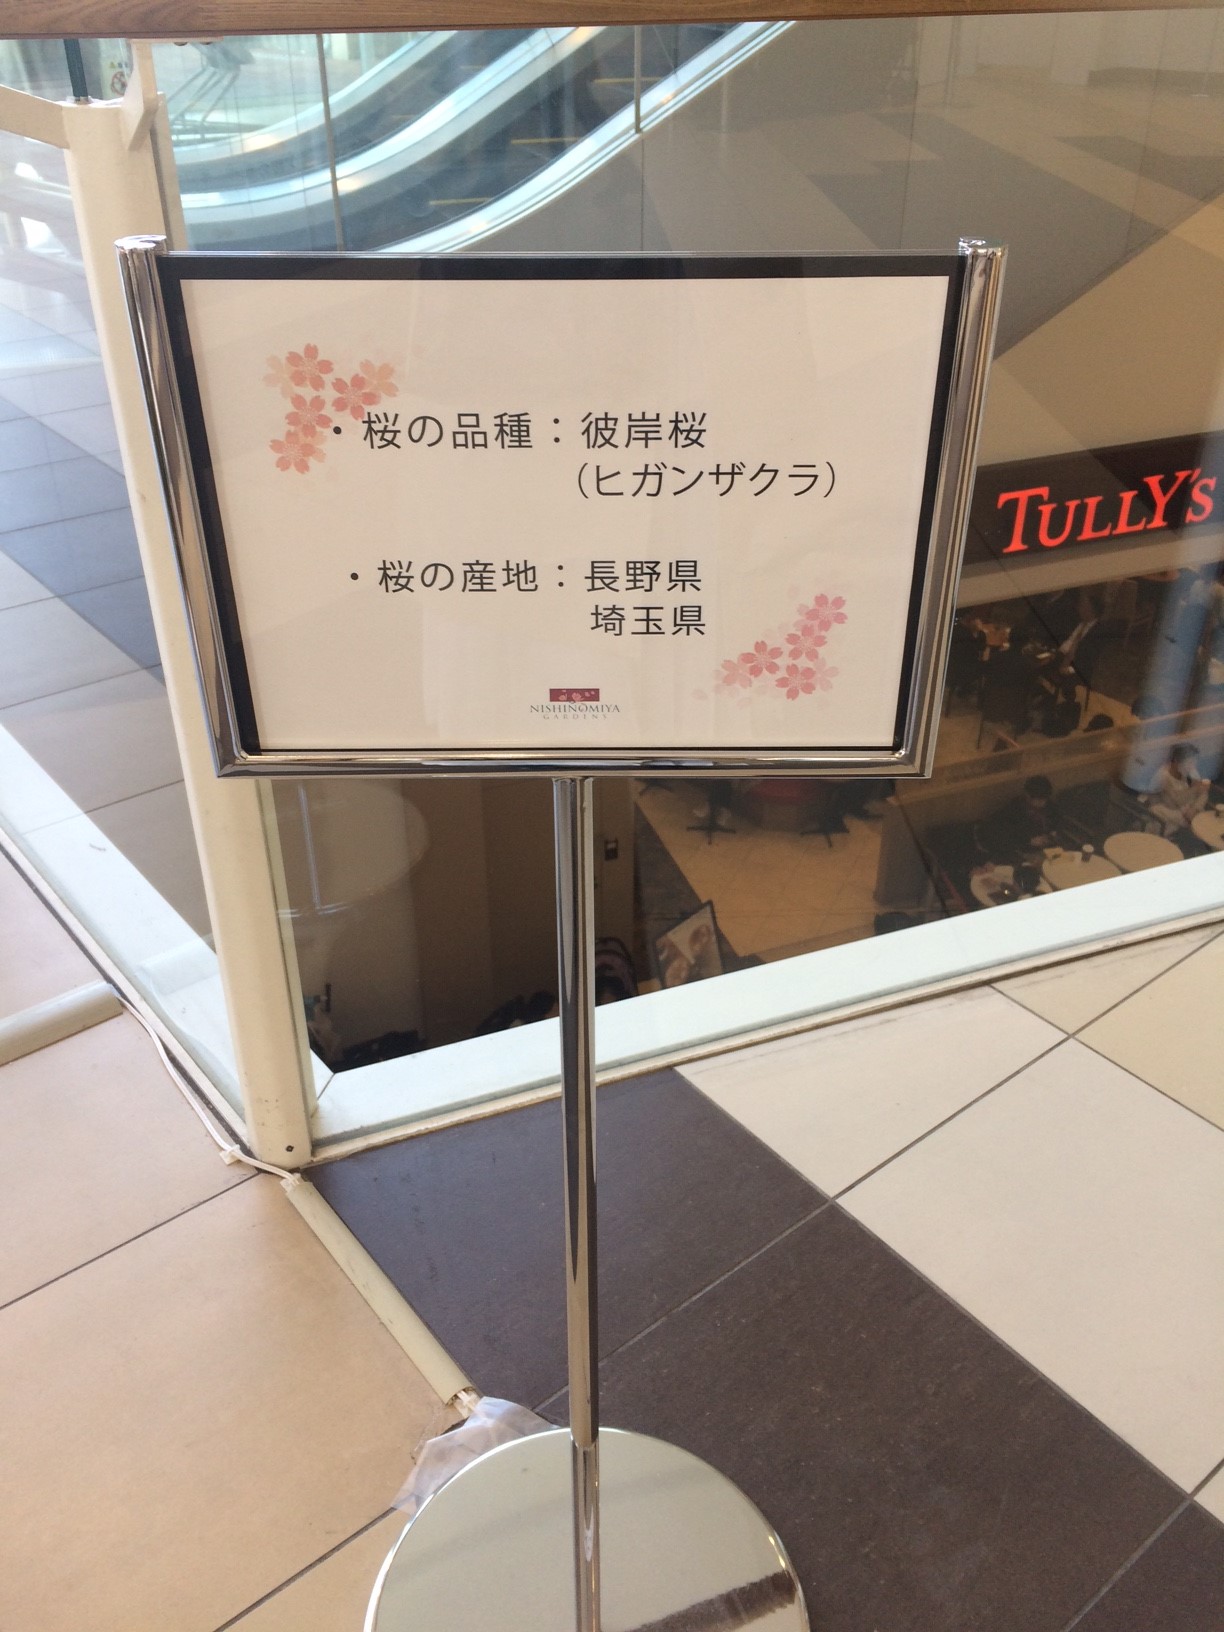 ・桜の品種：彼岸桜
（ヒガンザクラ）
・桜の産地：長野県
埼玉県
NISHINOMIYA
GARDENS
TULLY'S